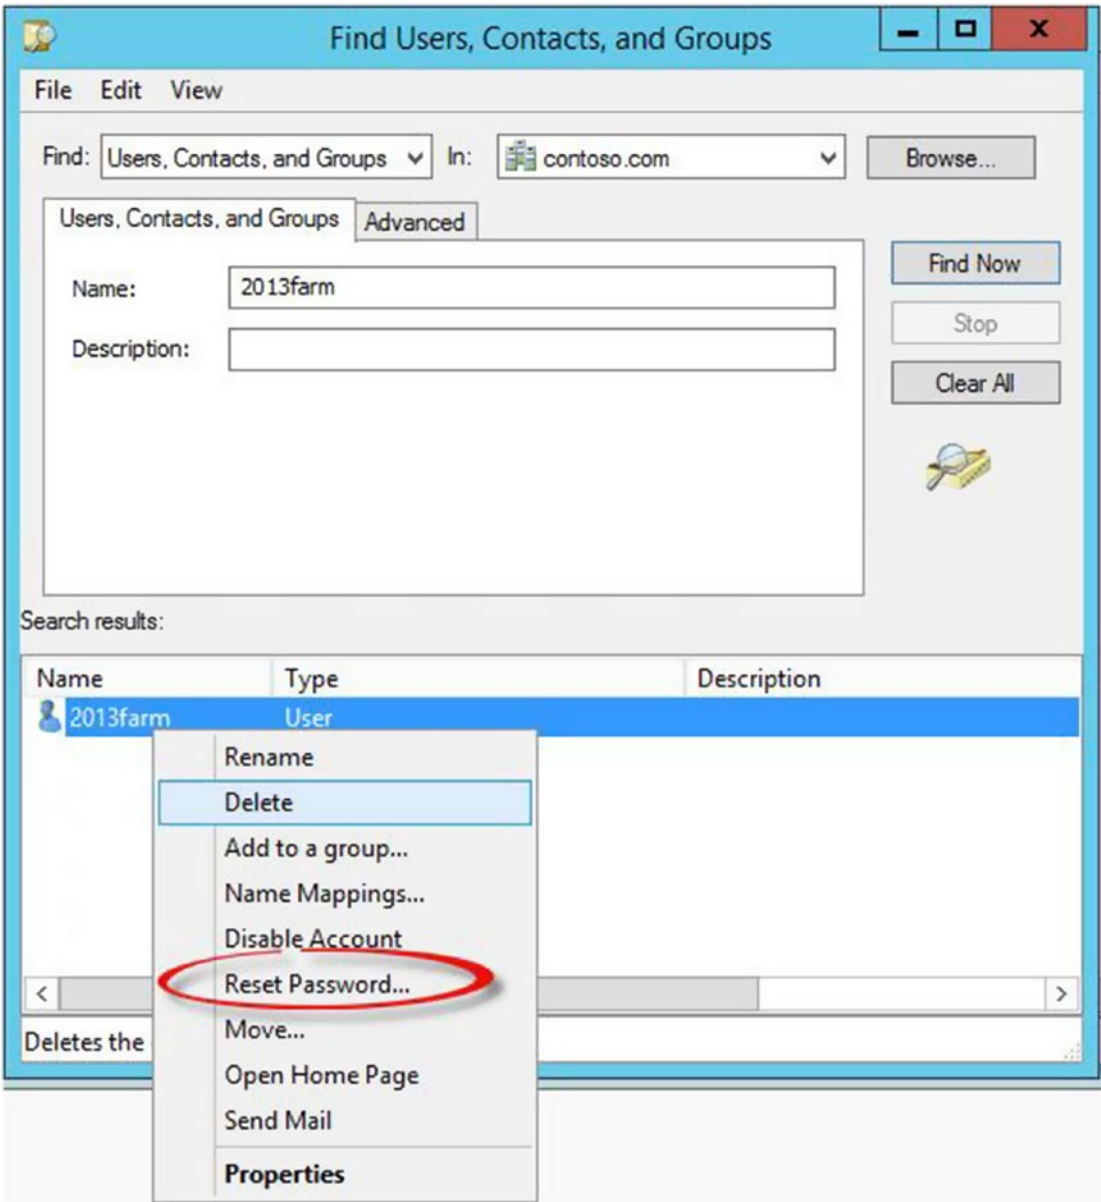 Find Users, Contacts, and Groups
File Edit View
Find: Users, Contacts, and Groups In: contoso.com Browse...
Users, Contacts, and Groups Advanced
Name: 2013farm
Description:
Find Now
Stop
Clear All
Search results:
Name Type Description
2013farm User
Rename
Delete
Add to a group...
Name Mappings...
Disable Account
Reset Password...
Move...
Open Home Page
Send Mail
Properties
Deletes the